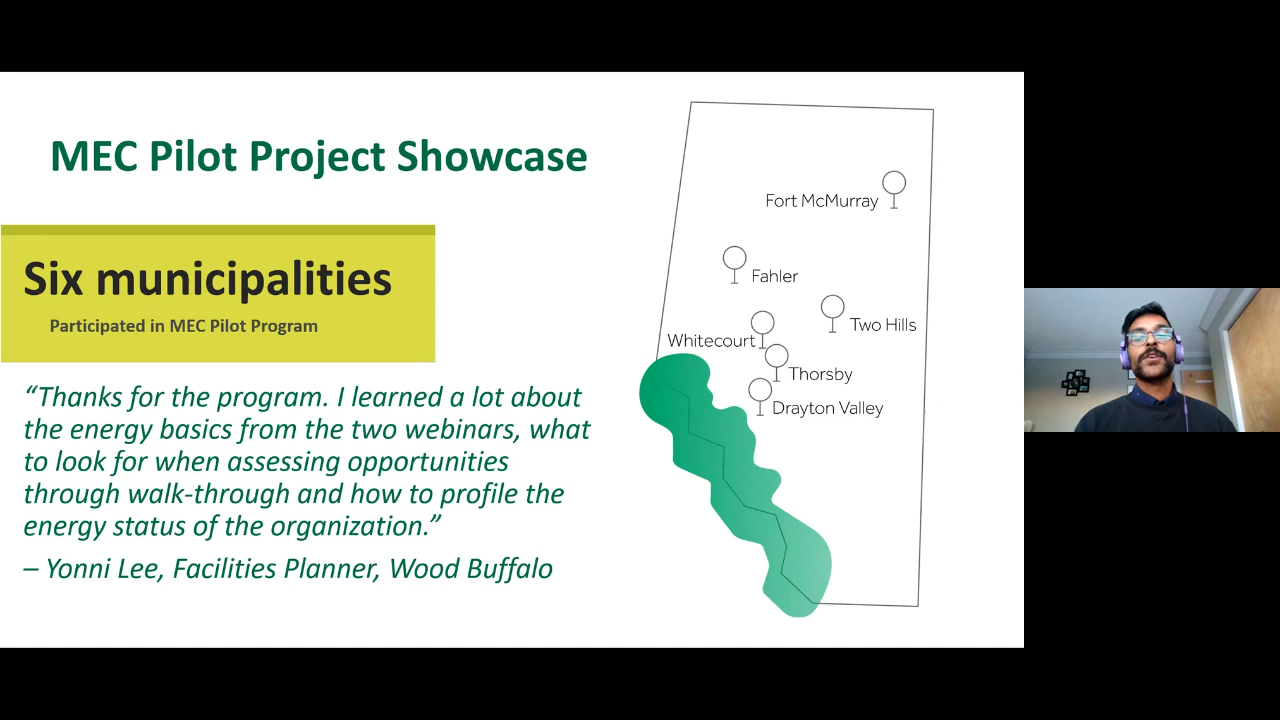 MEC Pilot Project Showcase
Six municipalities
Participated in MEC Pilot Program
“Thanks for the program. I learned a lot about
the energy basics from the two webinars, what
to look for when assessing opportunities
through walk-through and how to profile the
energy status of the organization.”
– Yonni Lee, Facilities Planner, Wood Buffalo
Fort McMurray
Fahler
Two Hills
Whitecourt
Thorsby
Drayton Valley